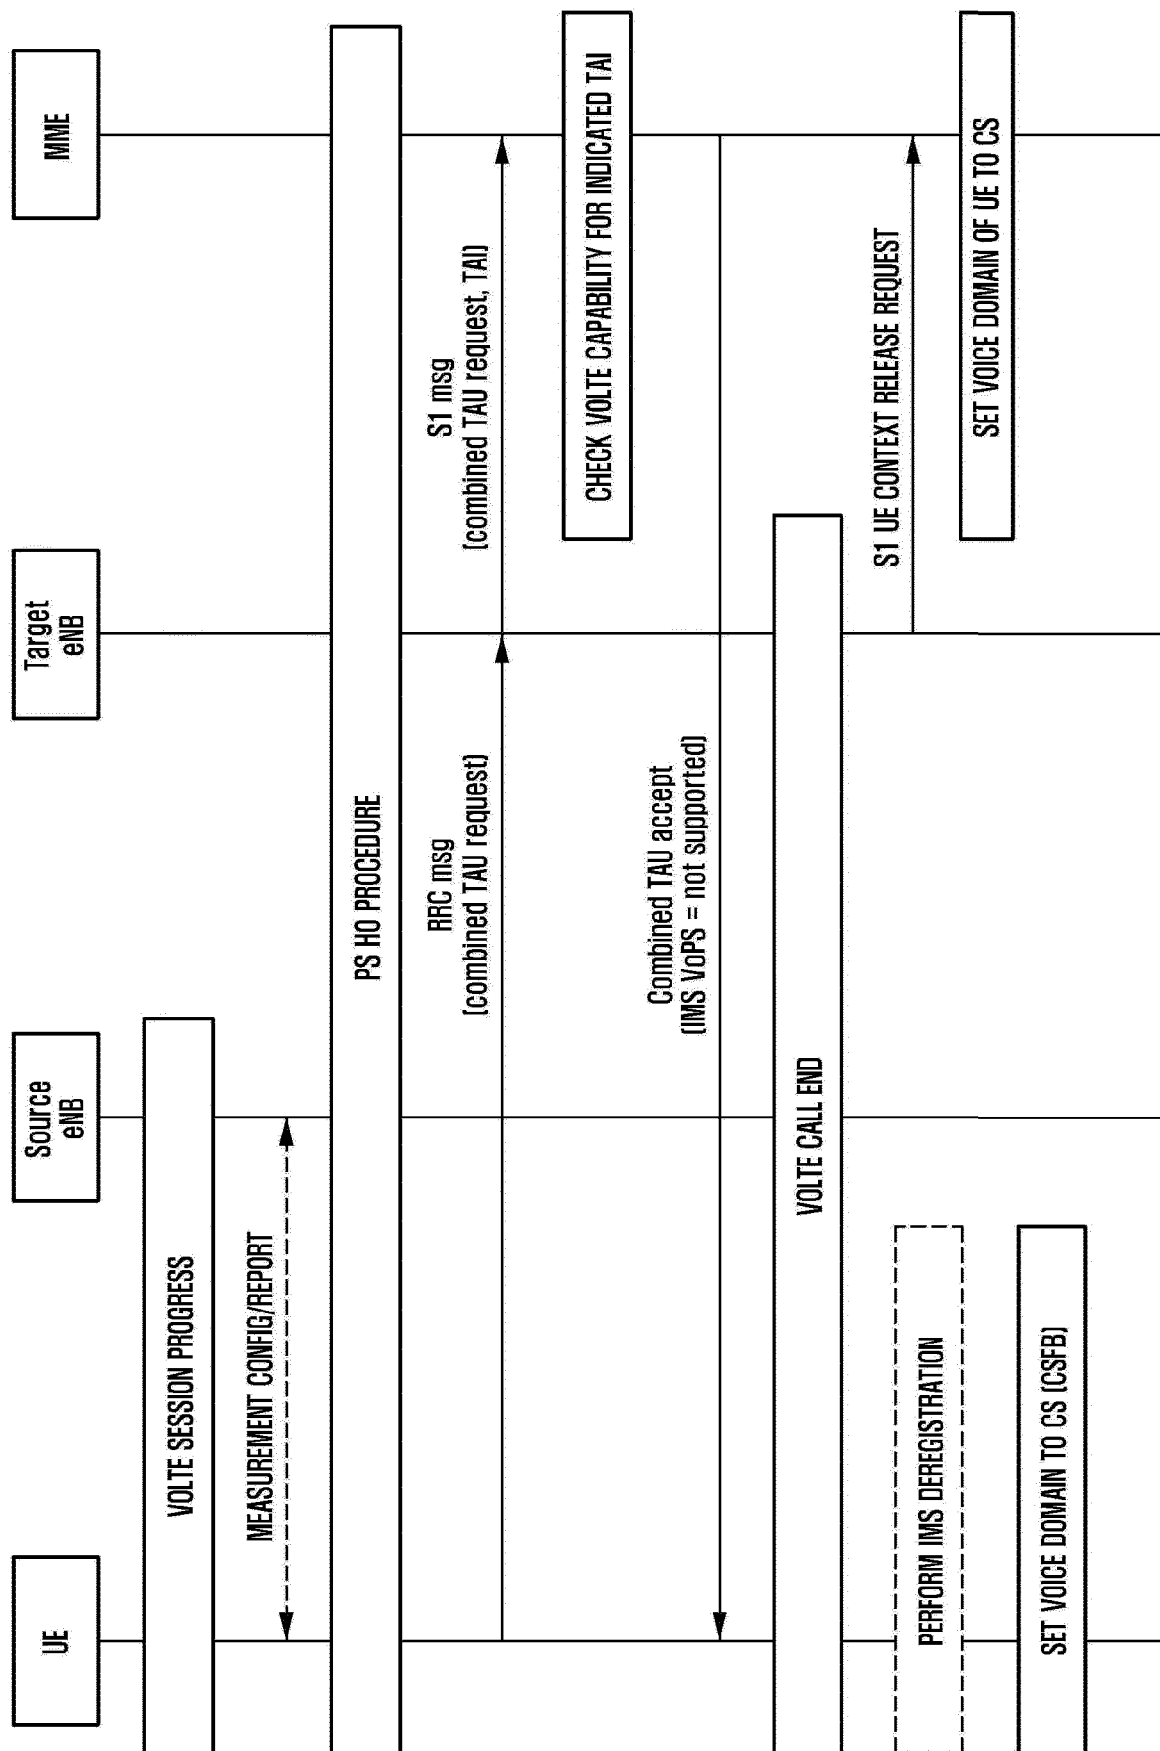 UE
Source
eNB
Target
eNB
MME
VOLTE SESSION PROGRESS
MEASUREMENT CONFIG/REPORT
PS HO PROCEDURE
RRC msg
(combined TAU request)
S1 msg
(combined TAU request, TAI)
CHECK VOLTE CAPABILITY FOR INDICATED TAI
Combined TAU accept
(IMS VoPS = not supported)
VOLTE CALL END
S1 UE CONTEXT RELEASE REQUEST
PERFORM IMS DEREGISTRATION
SET VOICE DOMAIN OF UE TO CS
SET VOICE DOMAIN TO CS (CSFB)